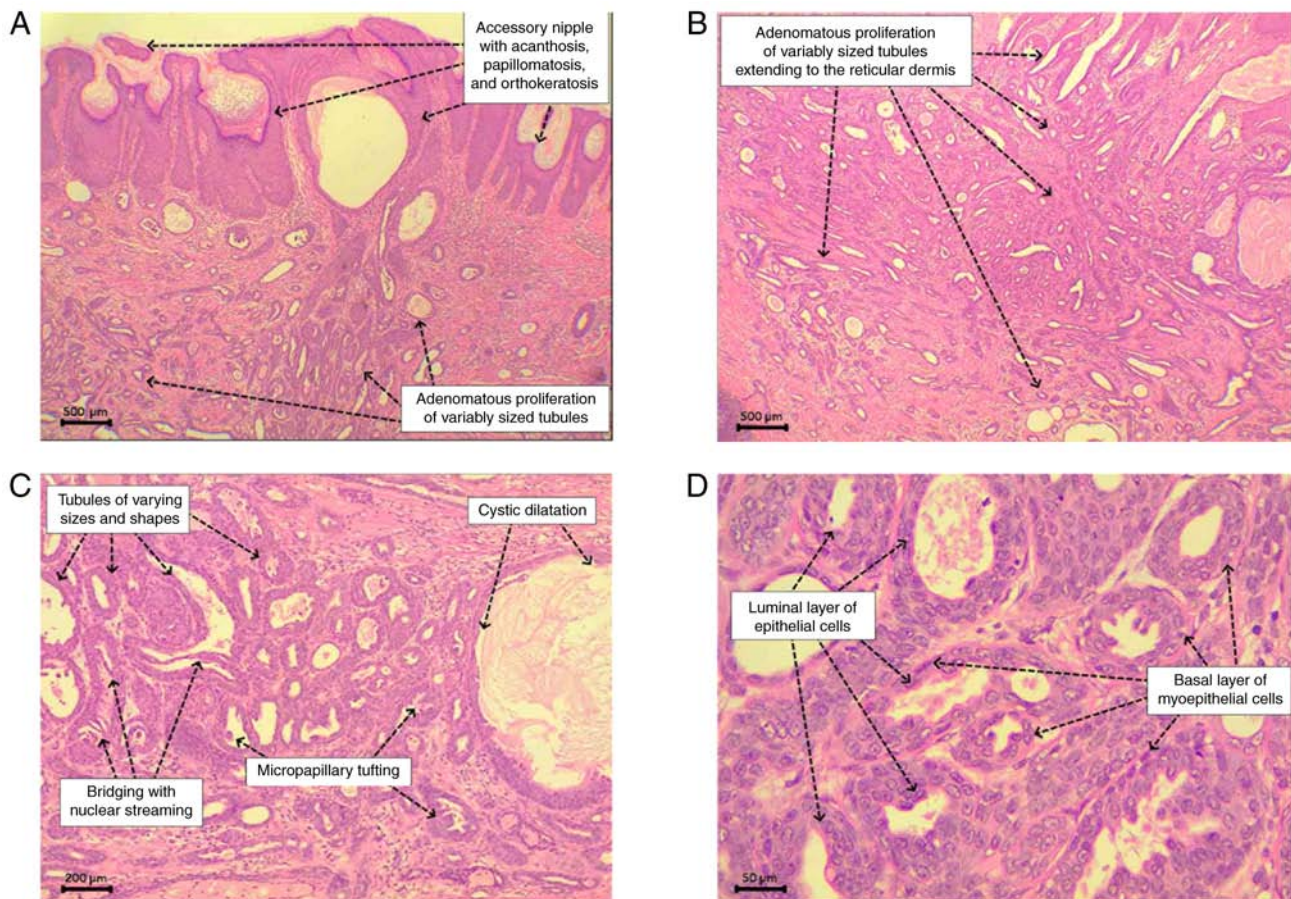 A
Accessory nipple
with acanthosis,
papillomatosis,
and orthokeratosis
Adenomatous proliferation
of variably sized tubules
500 µm
B
Adenomatous proliferation
of variably sized tubules
extending to the reticular dermis
500 µm
C
Tubules of varying
sizes and shapes
Cystic dilatation
Bridging with
nuclear streaming
Micropapillary tufting
200 µm
D
Luminal layer of
epithelial cells
Basal layer of
myoepithelial cells
50 µm